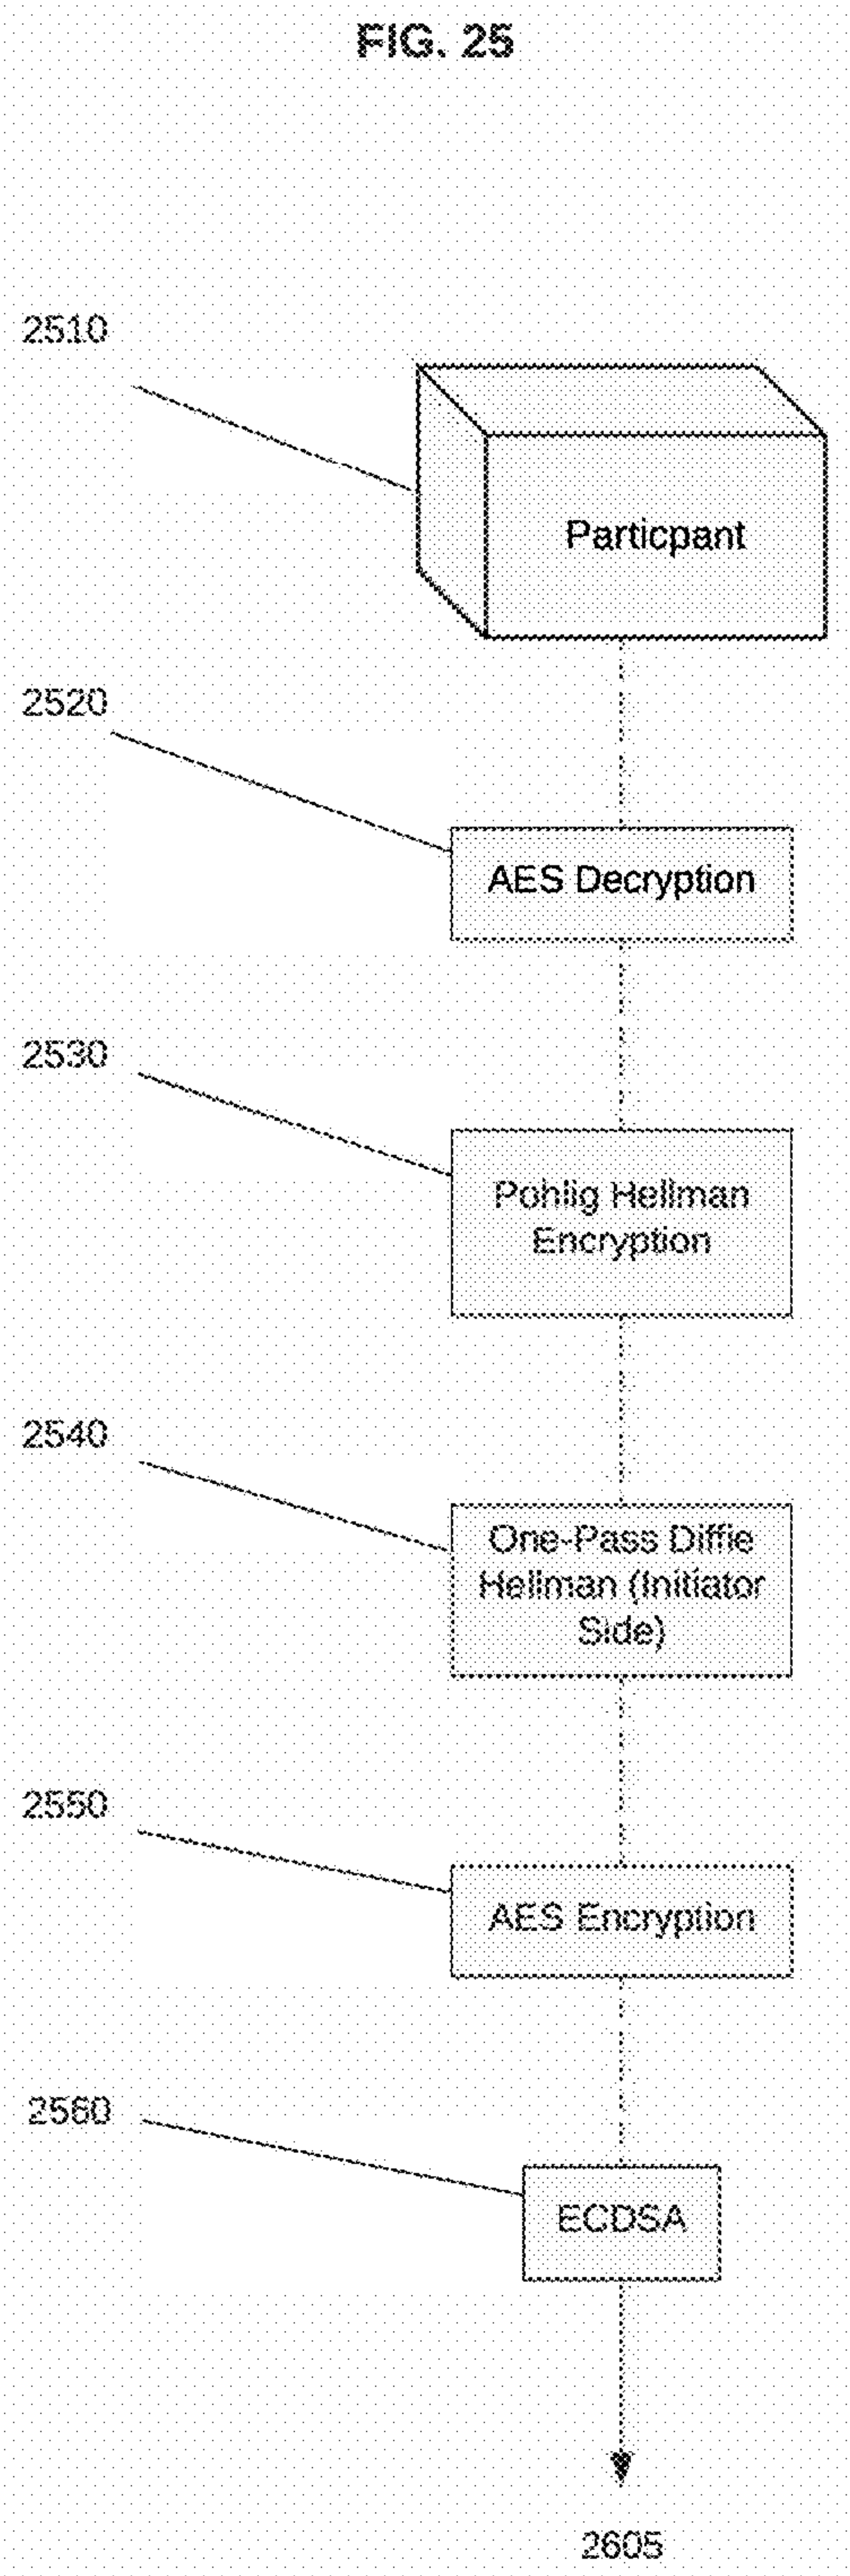 FIG. 25
2510
Particpant
2520
AES Decryption
2530
Pohlig Hellman
Encryption
2540
One-Pass Diffie
Hellman (Initiator
Side)
2550
AES Encryption
2560
ECDSA
2605